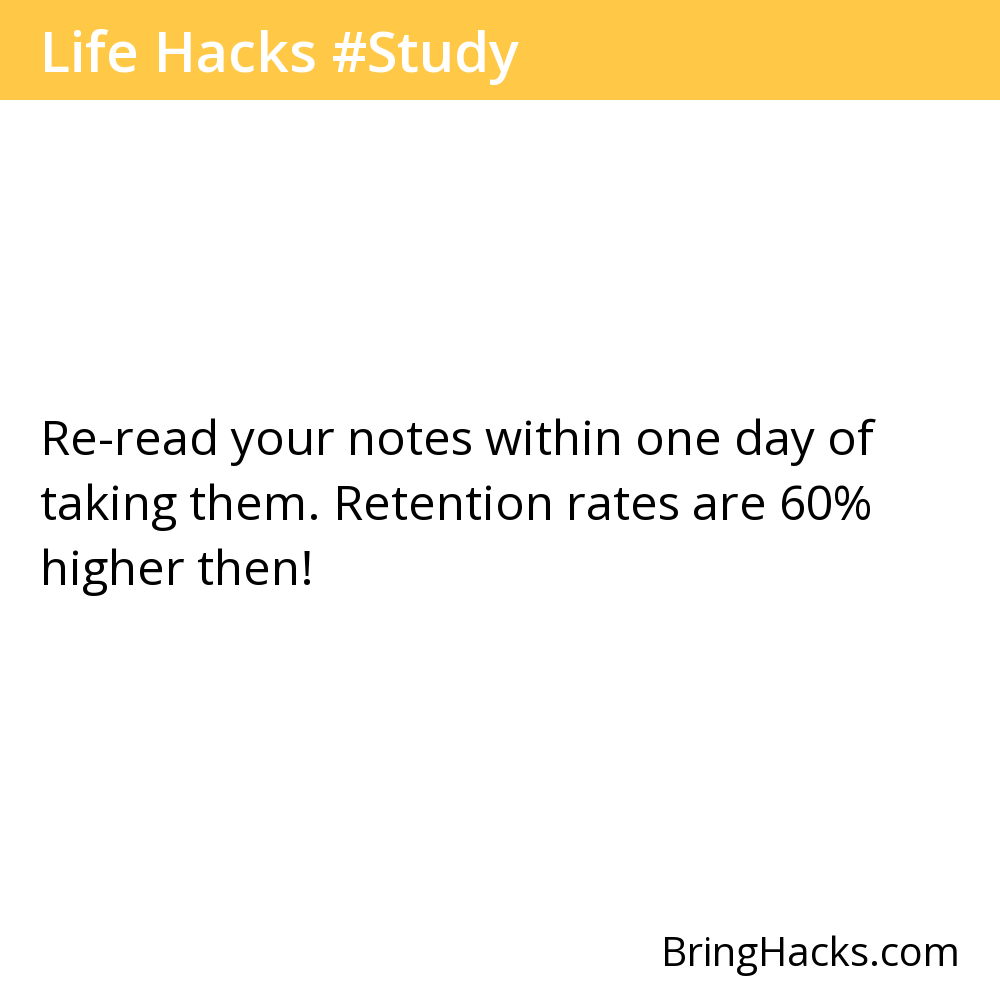 Life Hacks #Study
Re-read your notes within one day of
taking them. Retention rates are 60%
higher then!
BringHacks.com